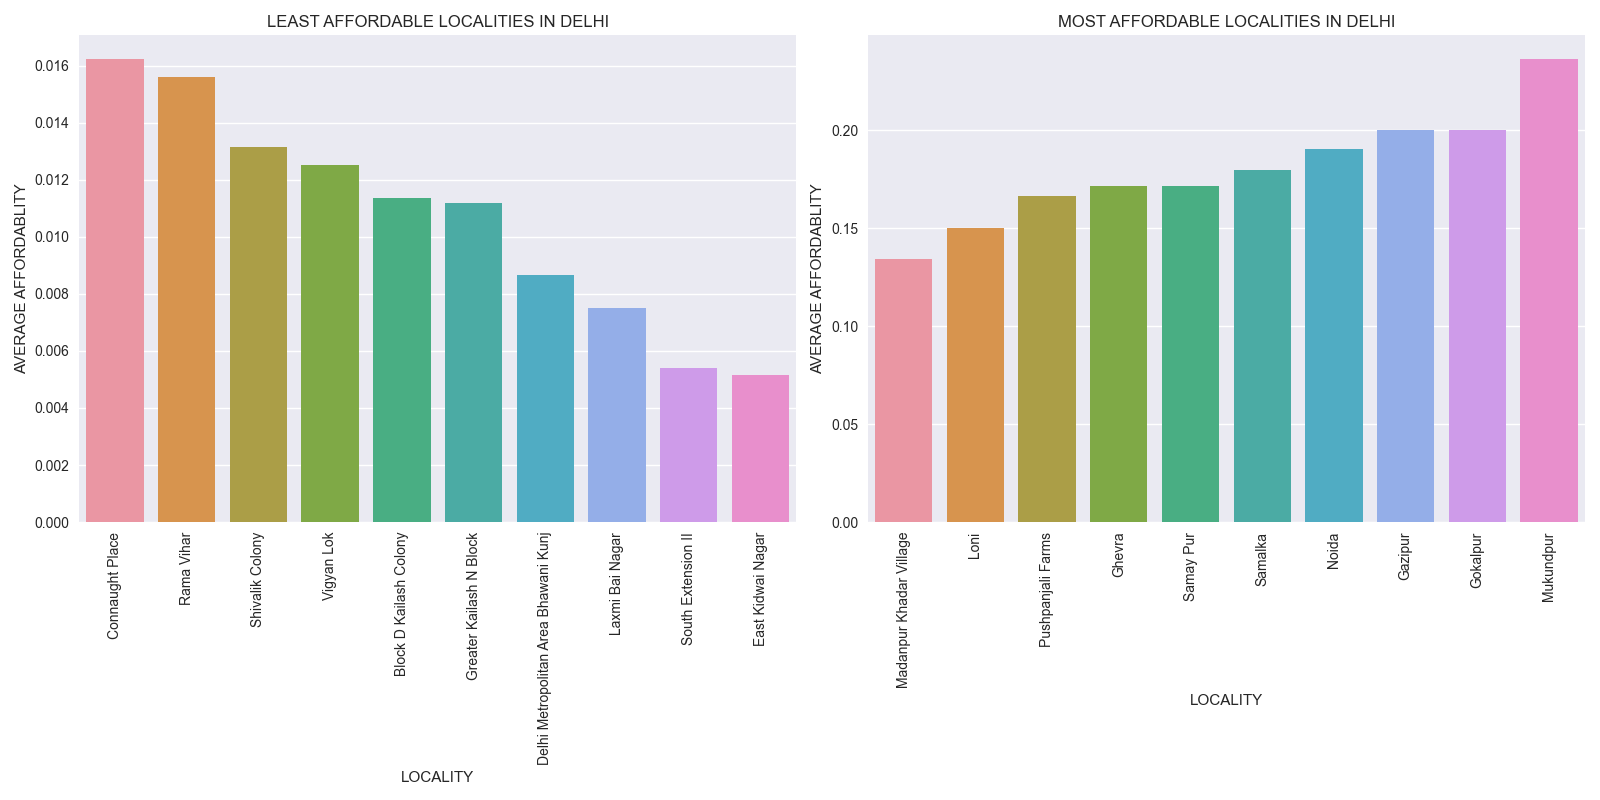 LEAST AFFORDABLE LOCALITIES IN DELHI
AVERAGE AFFORDABLITY
0.016
0.014
0.012
0.010
0.008
0.006
0.004
0.002
0.000
Connaught Place
Rama Vihar
Shivalik Colony
Vigyan Lok
Block D Kailash Colony
Greater Kailash N Block
Delhi Metropolitan Area Bhawani Kunj
Laxmi Bai Nagar
South Extension II
East Kidwai Nagar
LOCALITY
MOST AFFORDABLE LOCALITIES IN DELHI
AVERAGE AFFORDABLITY
0.20
0.15
0.10
0.05
0.00
Madanpur Khadar Village
Loni
Pushpanjali Farms
Ghevra
Samay Pur
Samalka
Noida
Gazipur
Gokalpur
Mukundpur
LOCALITY